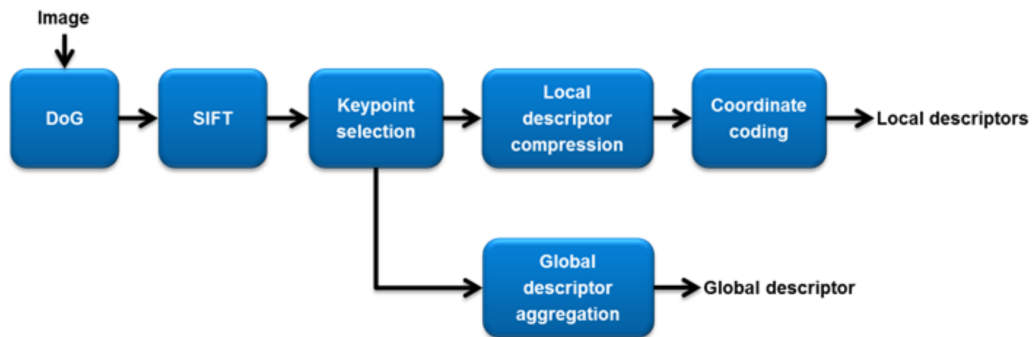 Image
DoG
SIFT
Keypoint
selection
Local
descriptor
compression
Coordinate
coding
Local descriptors
Global
descriptor
aggregation
Global descriptor